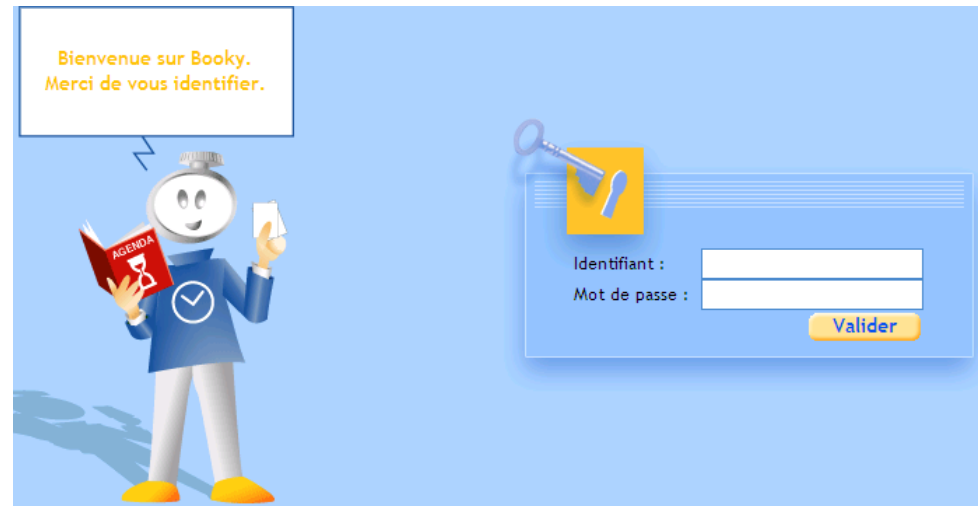 Bienvenue sur Booky.
Merci de vous identifier.
AGENDA
Identifiant :
Mot de passe :
Valider